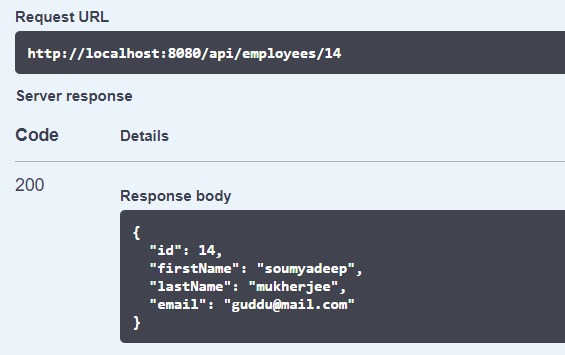 Request URL
http://localhost:8080/api/employees/14
Server response
Code Details
200
Response body
{
  "id": 14,
  "firstName": "soumyadeep",
  "lastName": "mukherjee",
  "email": "guddu@mail.com"
}